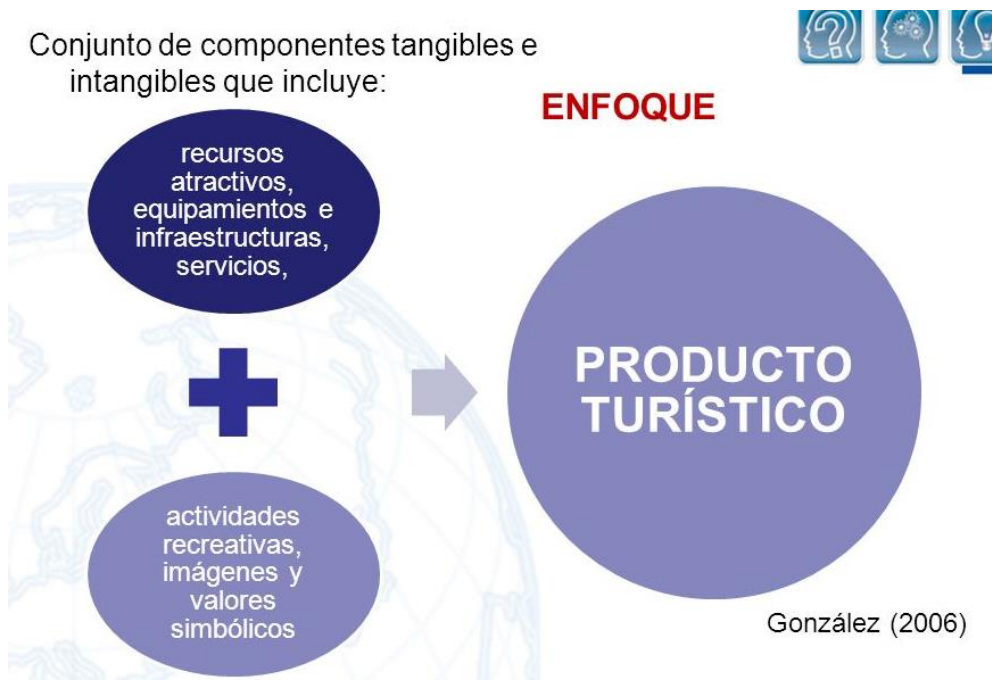 Conjunto de componentes tangibles e
intangibles que incluye:
ENFOQUE
recursos
atractivos,
equipamientos e
infraestructuras,
servicios,
actividades
recreativas,
imágenes y
valores
simbólicos
PRODUCTO
TURÍSTICO
González (2006)